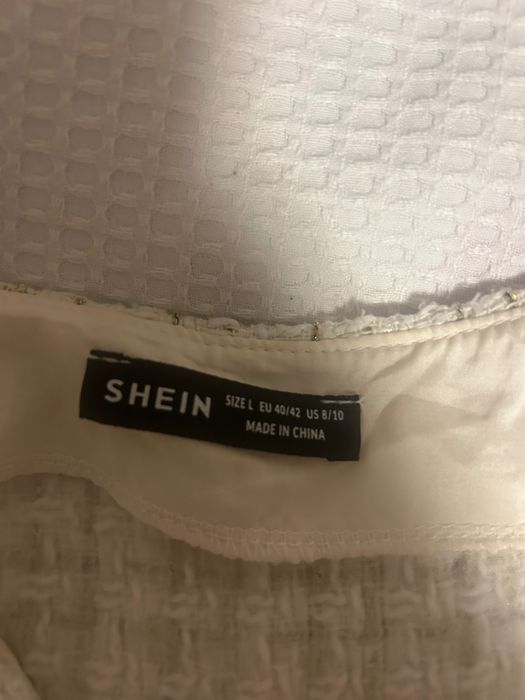 SHEIN SIZE L EU 40/42 US 8/10
MADE IN CHINA